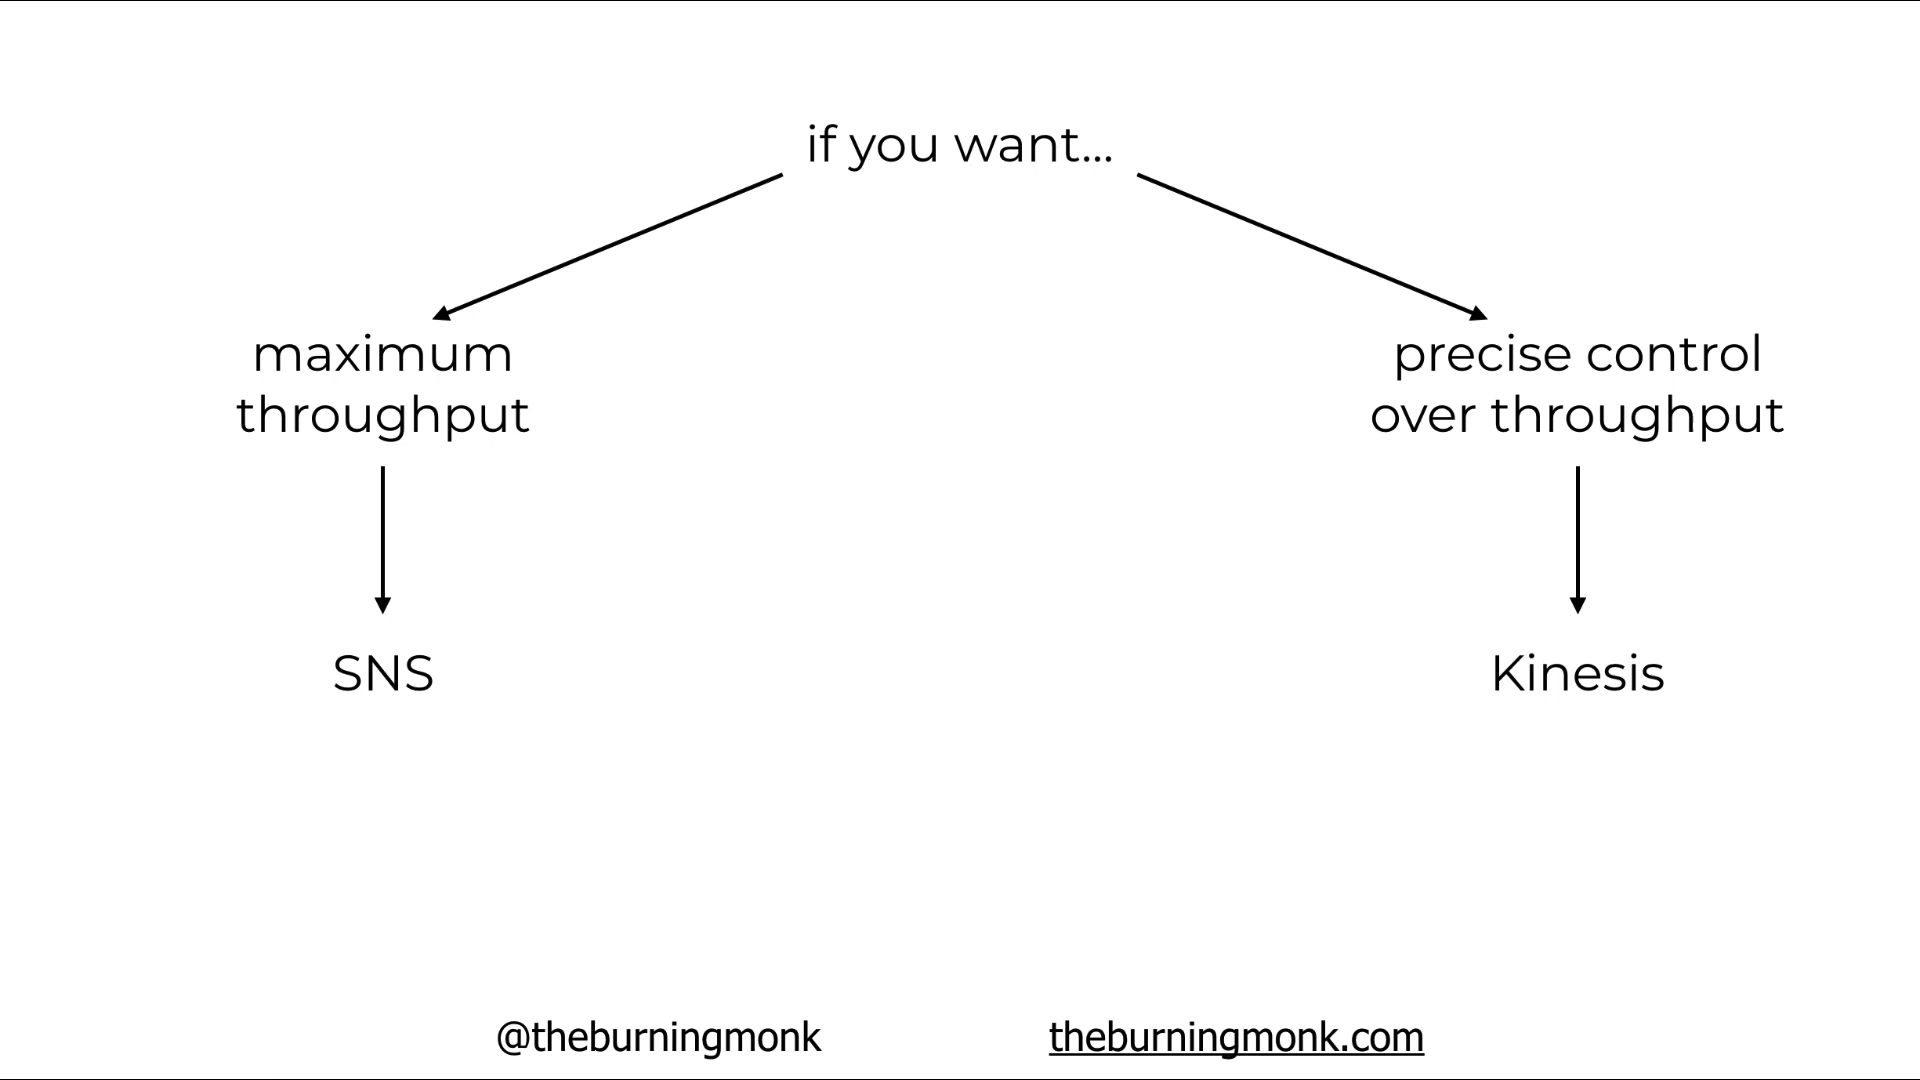 if you want...
maximum
throughput
precise control
over throughput
SNS
Kinesis
@theburningmonk
theburningmonk.com